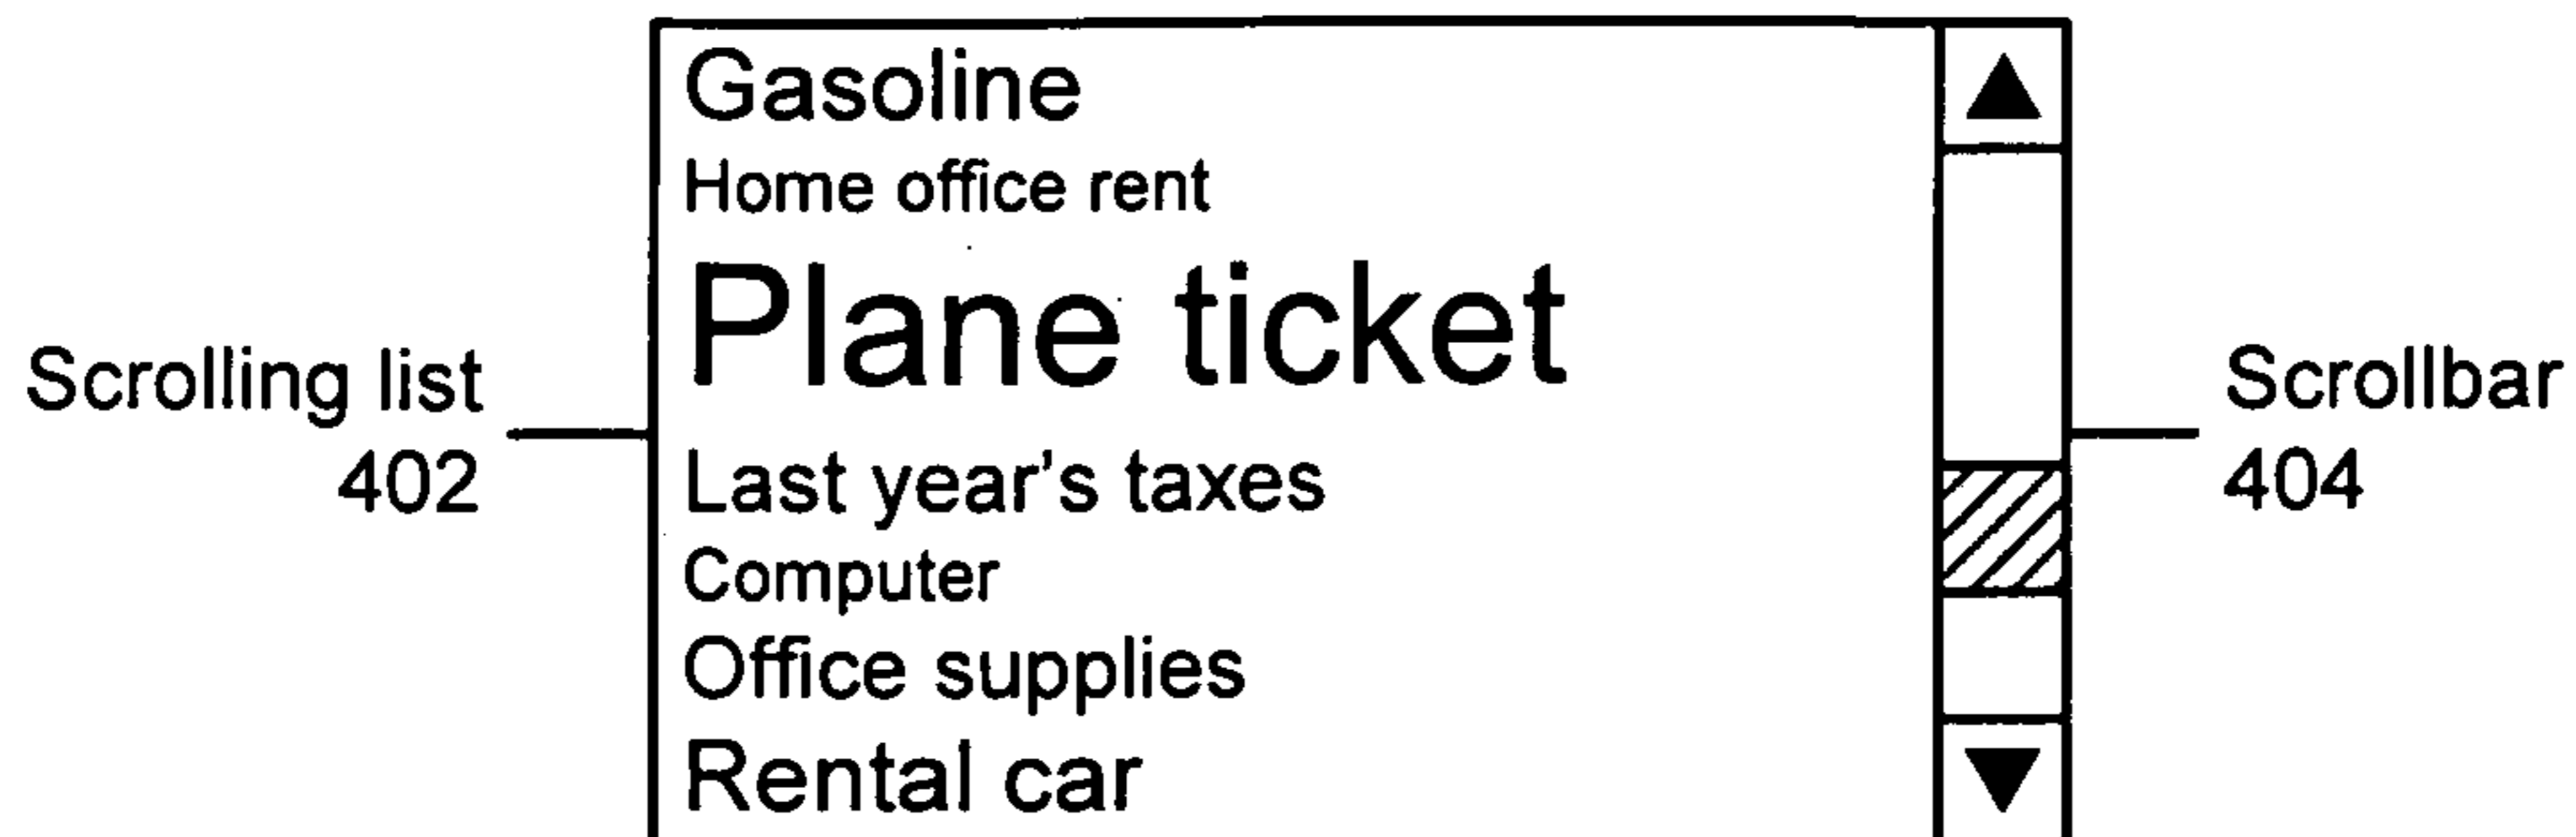 Gasoline
Home office rent
Plane ticket
Scrolling list
402
Last year's taxes
Computer
Office supplies
Rental car
Scrollbar
404